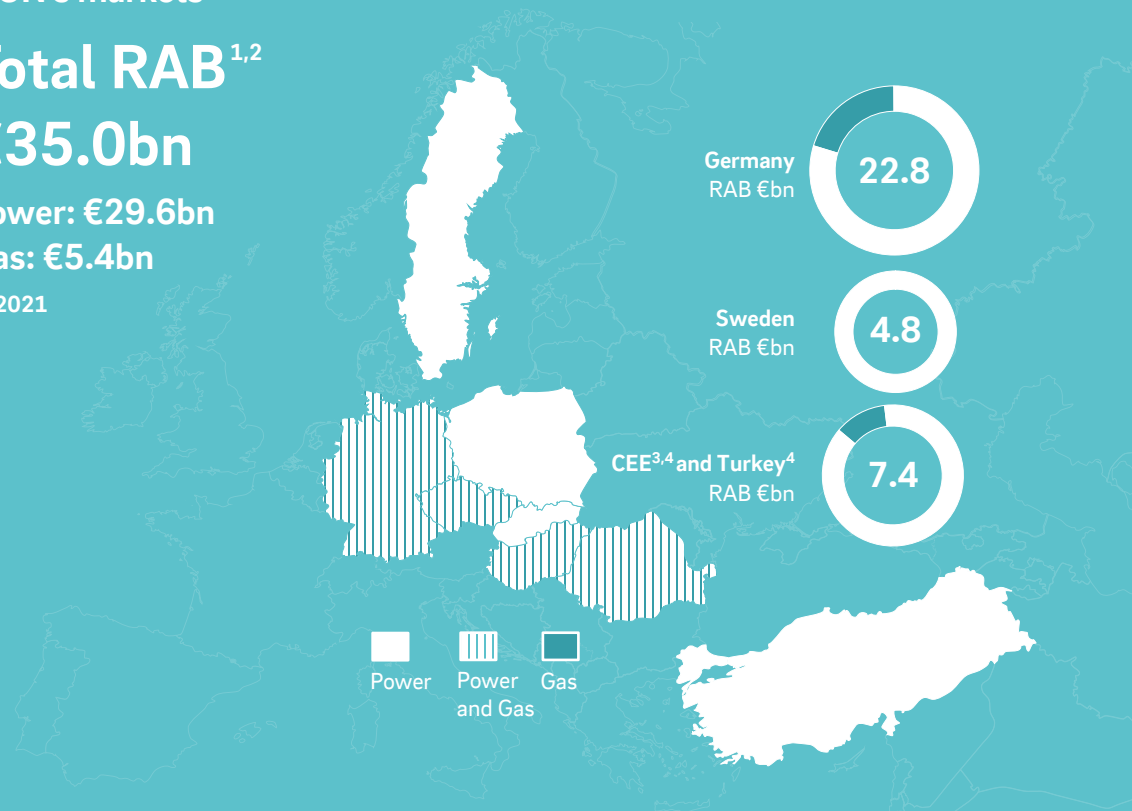 markets
otal RAB1,2
€35.0bn
ower: €29.6bn
as: €5.4bn
2021
Germany
RAB €bn
22.8
Sweden
RAB €bn
4.8
CEE3,4 and Turkey4
RAB €bn
7.4
Power
Power
and Gas
Gas